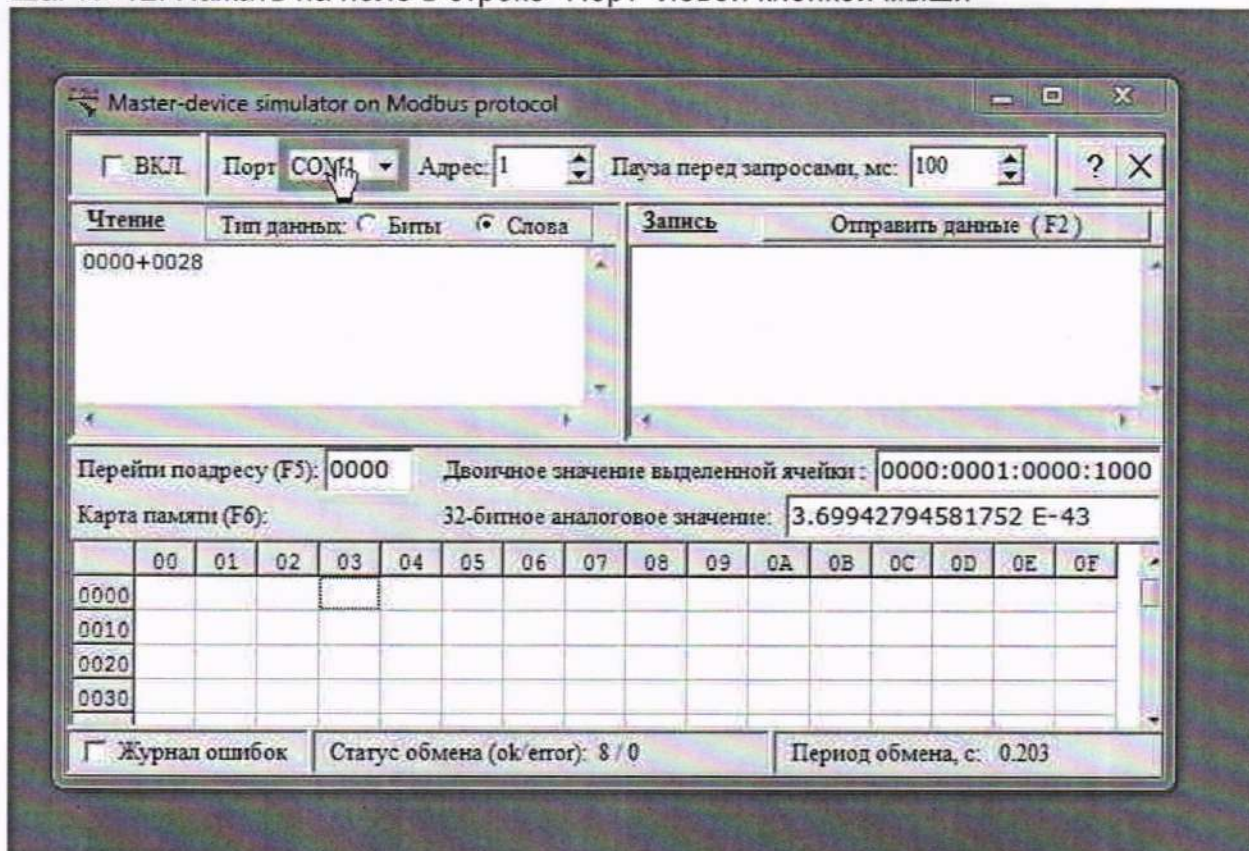 Master-device simulator on Modbus protocol
ВКЛ. Порт Адрес: 1 Пауза перед запросами, мс: 100 ? X
Чтение Тип данных: Биты Слова Запись Отправить данные ( F2 )
0000+0028
Перейти поадресу (F5): 0000 Двоичное значение выделенной ячейки : 0000:0001:0000:1000
Карта памяти (F6): 32-битное аналоговое значение: 3.69942794581752 E-43
00 01 02 03 04 05 06 07 08 09 0A 0B 0C 0D 0E 0F
0000
0010
0020
0030
Журнал ошибок Статус обмена (ok/error): 8 / 0 Период обмена, с: 0.203